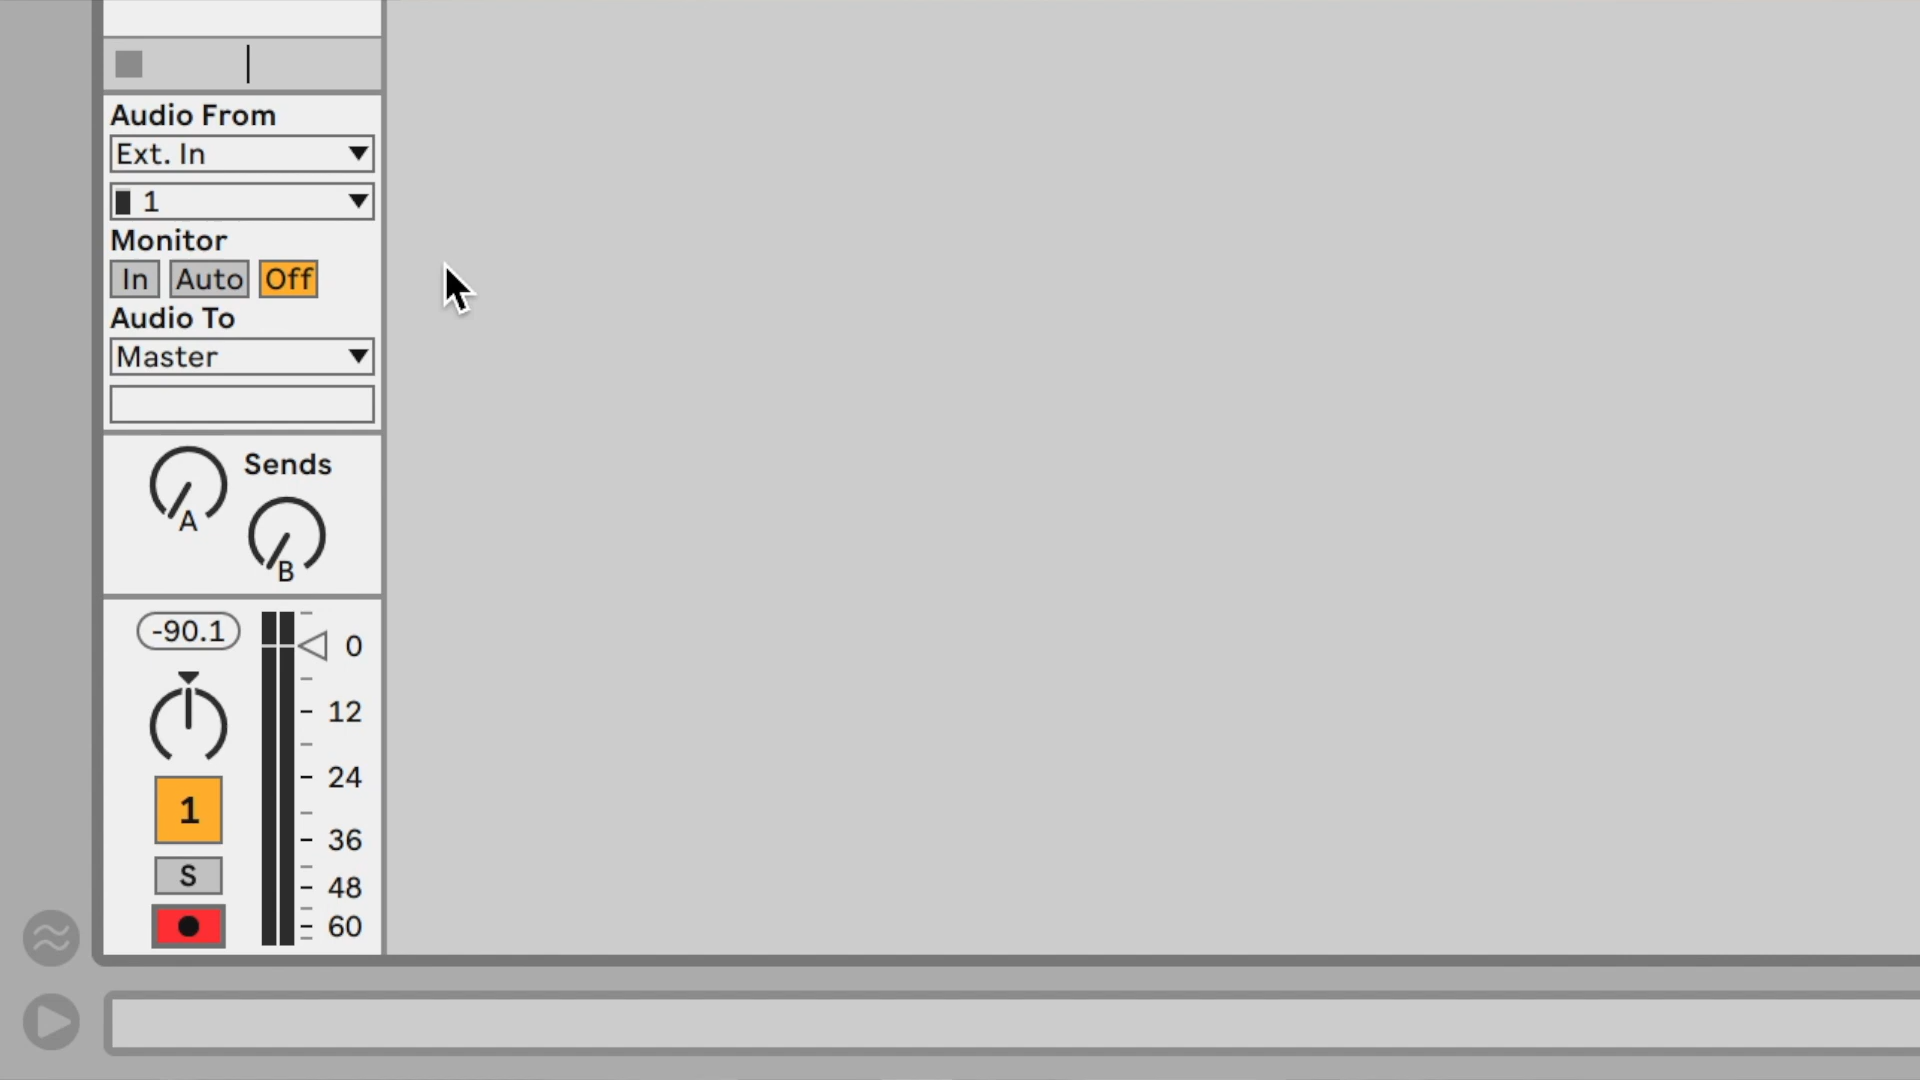 Audio From
Ext. In
1
Monitor
In Auto Off
Audio To
Master
Sends
A
B
-90.1
0
12
24
36
48
60
1
S